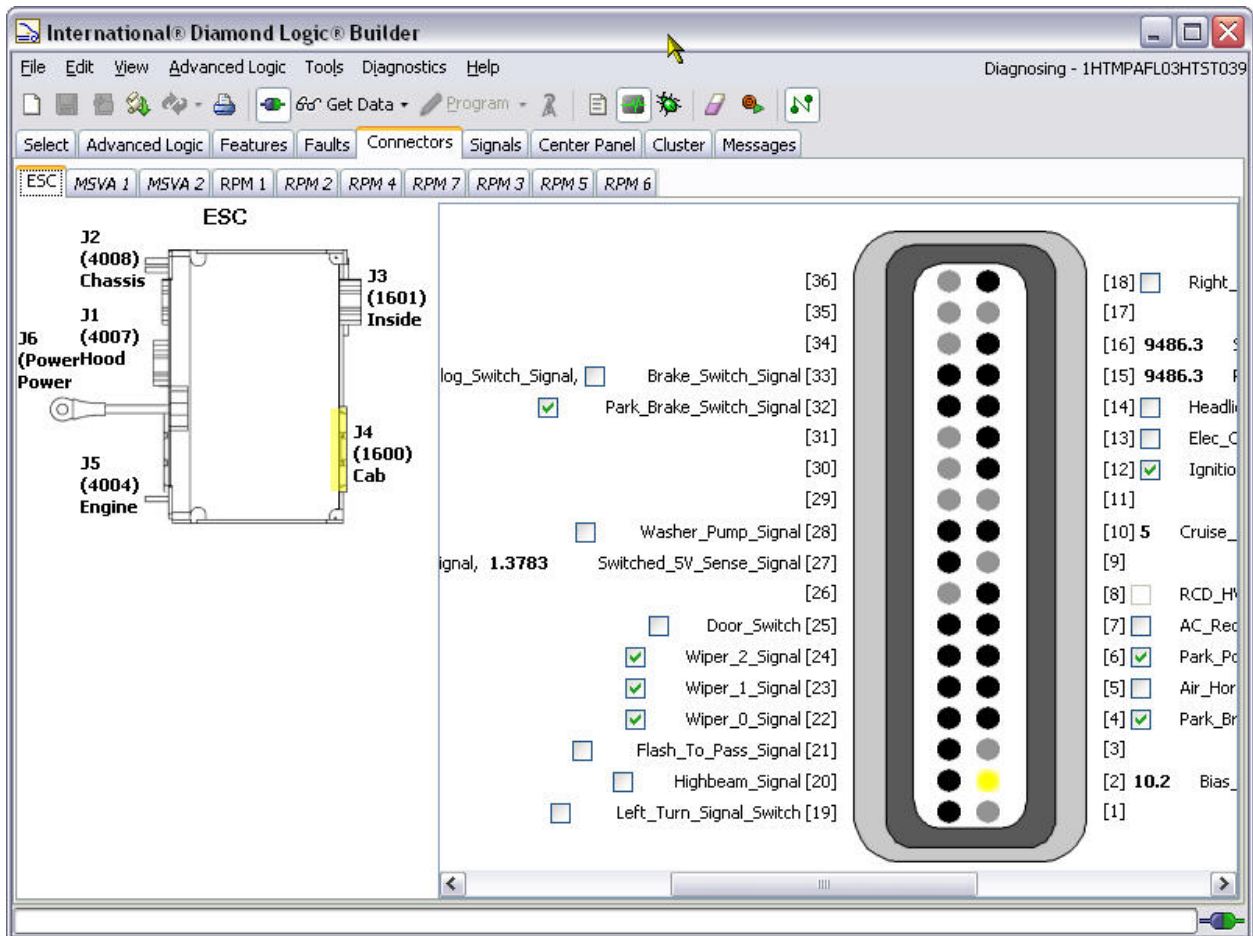 International® Diamond Logic® Builder
File Edit View Advanced Logic Tools Diagnostics Help Diagnosing - 1HTMPAFL03HTST039
Get Data Program
Select Advanced Logic Features Faults Connectors Signals Center Panel Cluster Messages
ESC MSVA 1 MSVA 2 RPM 1 RPM 2 RPM 4 RPM 7 RPM 3 RPM 5 RPM 6
ESC
J2
(4008)
Chassis
J3
(1601)
Inside
J1
(4007)
Hood
J6
(Power
Power
J4
(1600)
Cab
J5
(4004)
Engine
[36] [18] Right_
[35] [17]
[34] [16] 9486.3
log_Switch_Signal, Brake_Switch_Signal [33] [15] 9486.3
Park_Brake_Switch_Signal [32] [14] Headli
[31] [13] Elec_C
[30] [12] Ignitio
[29] [11]
Washer_Pump_Signal [28] [10] 5 Cruise_
ignal, 1.3783 Switched_5V_Sense_Signal [27] [9]
[26] [8] RCD_H
Door_Switch [25] [7] AC_Req
Wiper_2_Signal [24] [6] Park_Po
Wiper_1_Signal [23] [5] Air_Hor
Wiper_0_Signal [22] [4] Park_Br
Flash_To_Pass_Signal [21] [3]
Highbeam_Signal [20] [2] 10.2 Bias_
Left_Turn_Signal_Switch [19] [1]